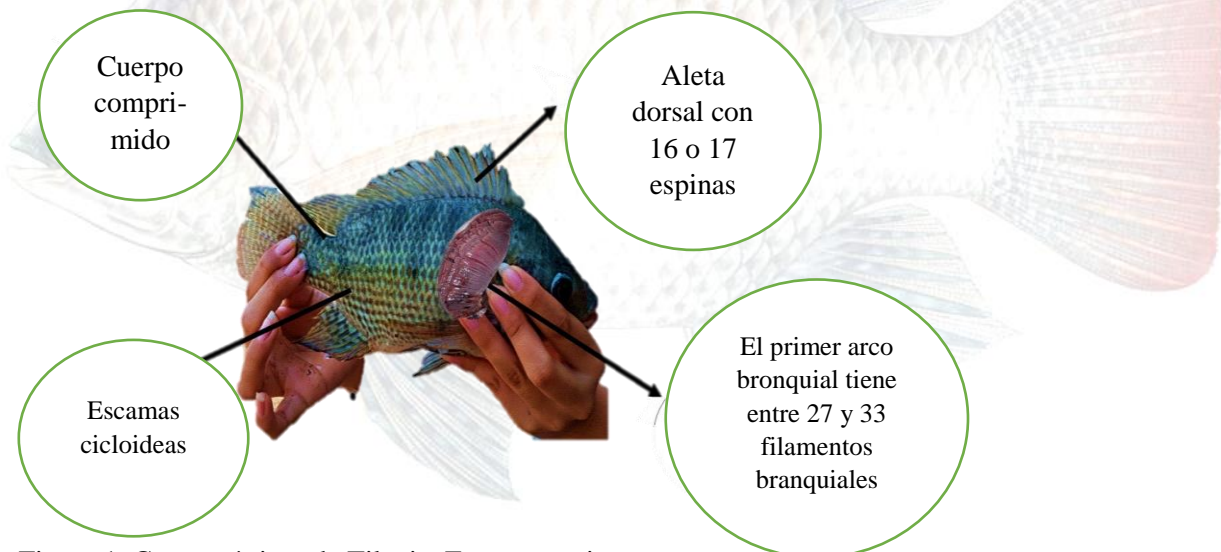 Cuerpo
compri-
mido
Aleta
dorsal con
16 o 17
espinas
Escamas
cicloideas
El primer arco
bronquial tiene
entre 27 y 33
filamentos
branquiales